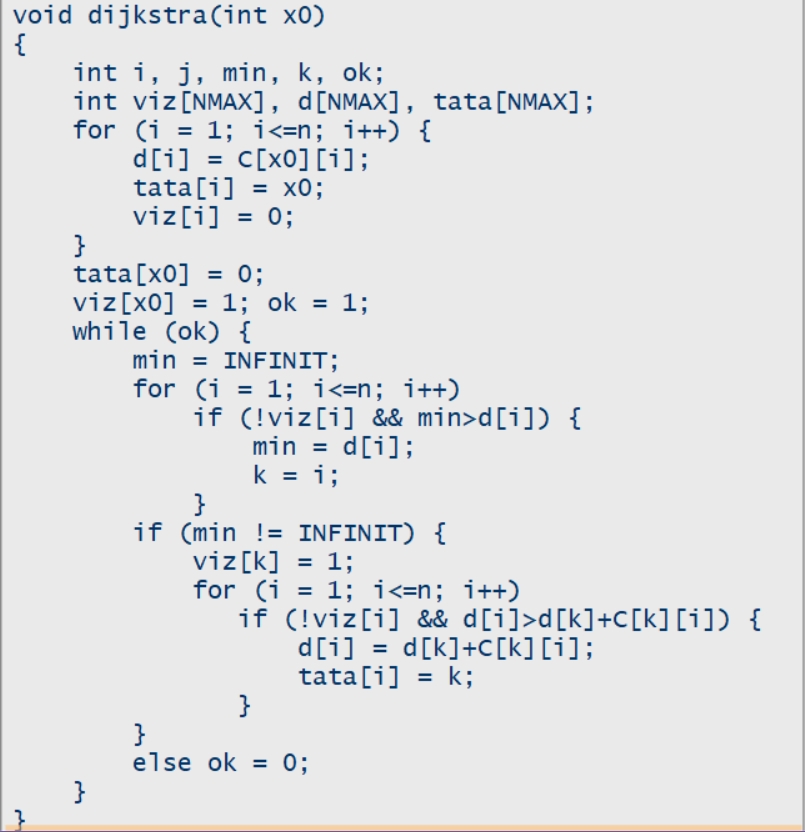 void dijkstra(int x0)
{
    int i, j, min, k, ok;
    int viz[NMAX], d[NMAX], tata[NMAX];
    for (i = 1; i<=n; i++) {
        d[i] = C[x0][i];
        tata[i] = x0;
        viz[i] = 0;
    }
    tata[x0] = 0;
    viz[x0] = 1; ok = 1;
    while (ok) {
        min = INFINIT;
        for (i = 1; i<=n; i++)
            if (!viz[i] && min>d[i]) {
                min = d[i];
                k = i;
            }
        if (min != INFINIT) {
            viz[k] = 1;
            for (i = 1; i<=n; i++)
               if (!viz[i] && d[i]>d[k]+C[k][i]) {
                   d[i] = d[k]+C[k][i];
                   tata[i] = k;
               }
        }
        else ok = 0;
    }
}